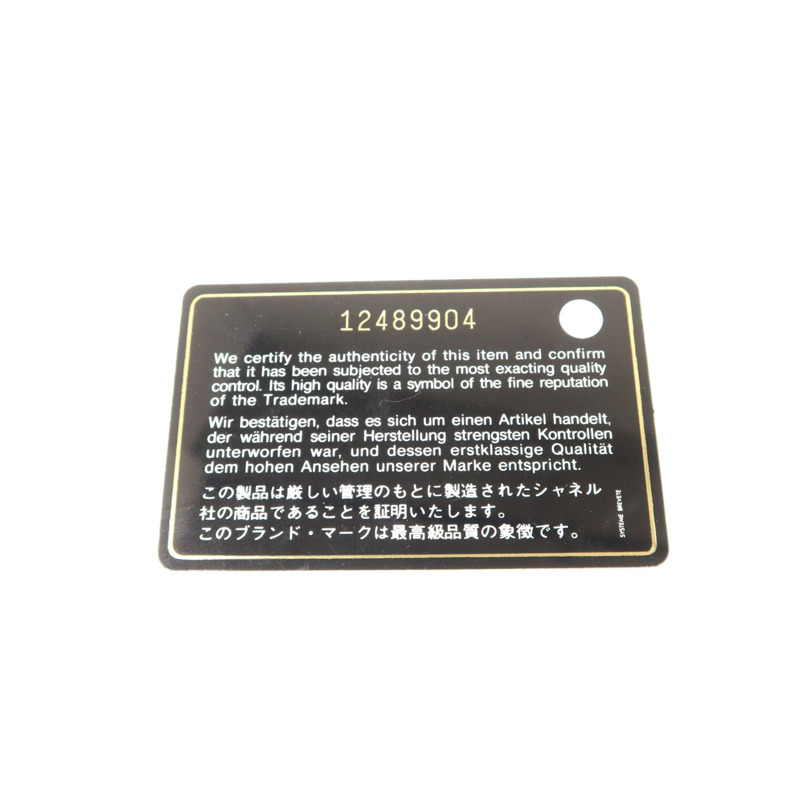 12489904
We certify the authenticity of this item and confirm
that it has been subjected to the most exacting quality
control. Its high quality is a symbol of the fine reputation
of the Trademark.
Wir bestätigen, dass es sich um einen Artikel handelt,
der während seiner Herstellung strengsten Kontrollen
unterworfen war, und dessen erstklassige Qualität
dem hohen Ansehen unserer Marke entspricht.
この製品は厳しい管理のもとに製造されたシャネル
社の商品であることを証明いたします。
このブランド・マークは最高級品質の象徴です。
SYSTEME BREVETE